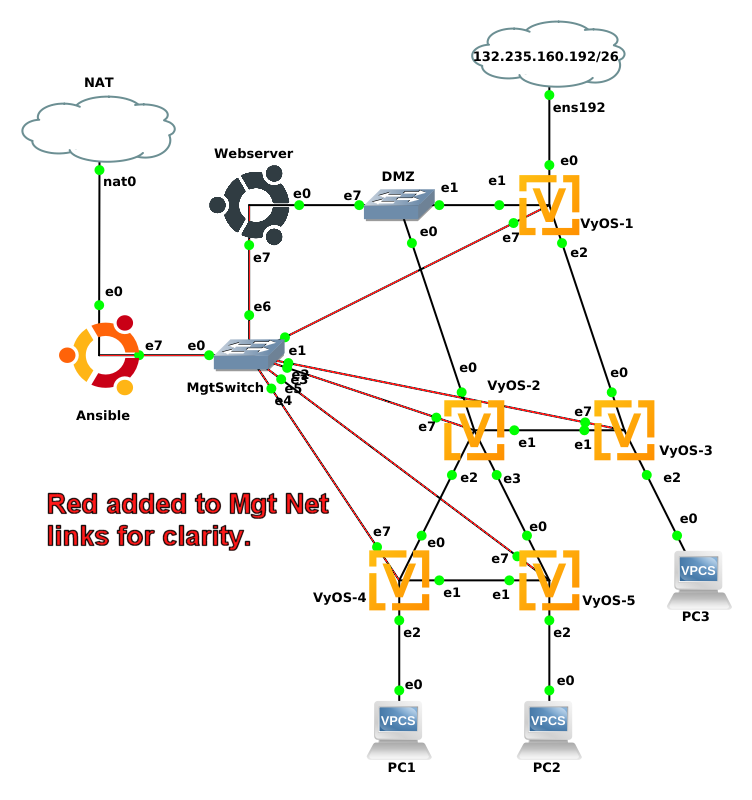 132.235.160.192/26
ens192
NAT
nat0
Webserver
DMZ
e0
e0
e7
e1
e1
VyOS-1
e7
e0
e2
e7
e6
e0
e7
e0
e1
MgtSwitch
e2
e3
e5
e4
Ansible
e0
VyOS-2
e0
e7
e7
e1
e1
VyOS-3
e2
e3
e2
Red added to Mgt Net
links for clarity.
e7
e0
e0
e7
e0
VPCS
PC3
VyOS-4
e1
e1
VyOS-5
e2
e2
e0
e0
VPCS
VPCS
PC1
PC2